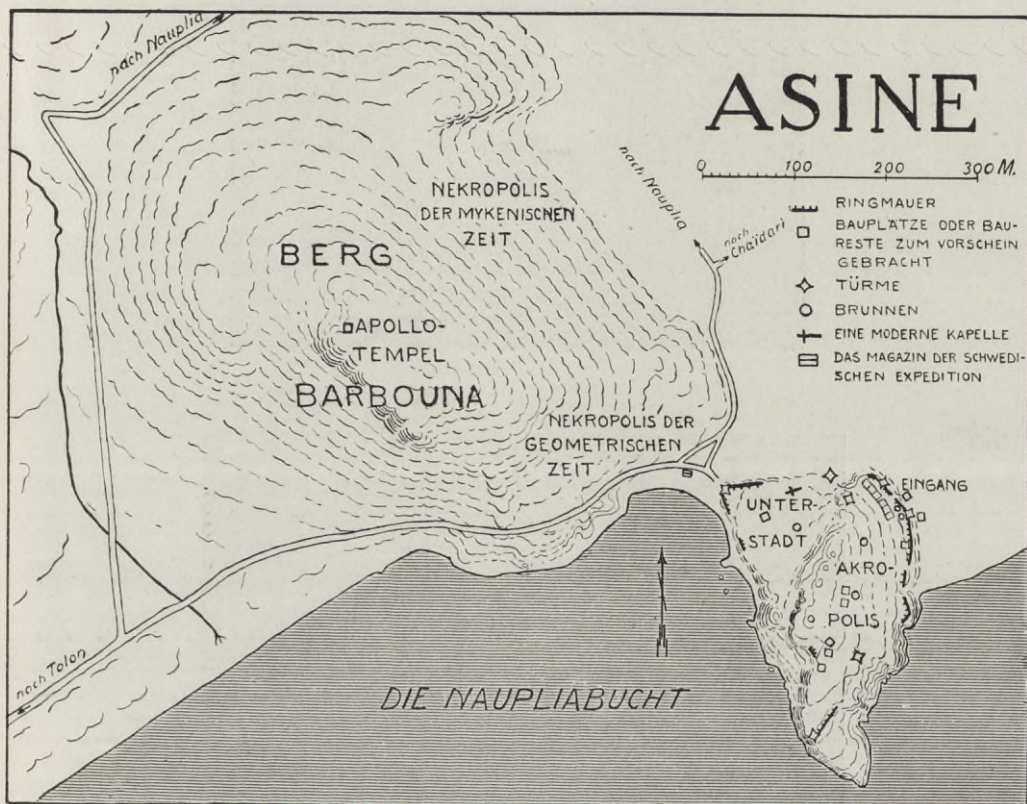 ASINE
0 100 200 300 M.
RINGMAUER
BAUPLÄTZE ODER BAU-
RESTE ZUM VORSCHEIN
GEBRACHT
TÜRME
BRUNNEN
EINE MODERNE KAPELLE
DAS MAGAZIN DER SCHWEDI-
SCHEN EXPEDITION
nach Nauplia
nach Nauplia
nach
Chaidari
NEKROPOLIS
DER MYKENISCHEN
ZEIT
BERG
APOLLO-
TEMPEL
BARBOUNA
NEKROPOLIS DER
GEOMETRISCHEN
ZEIT
EINGANG
UNTER-
STADT
AKRO-
POLIS
nach Tolon
DIE NAUPLIABUCHT